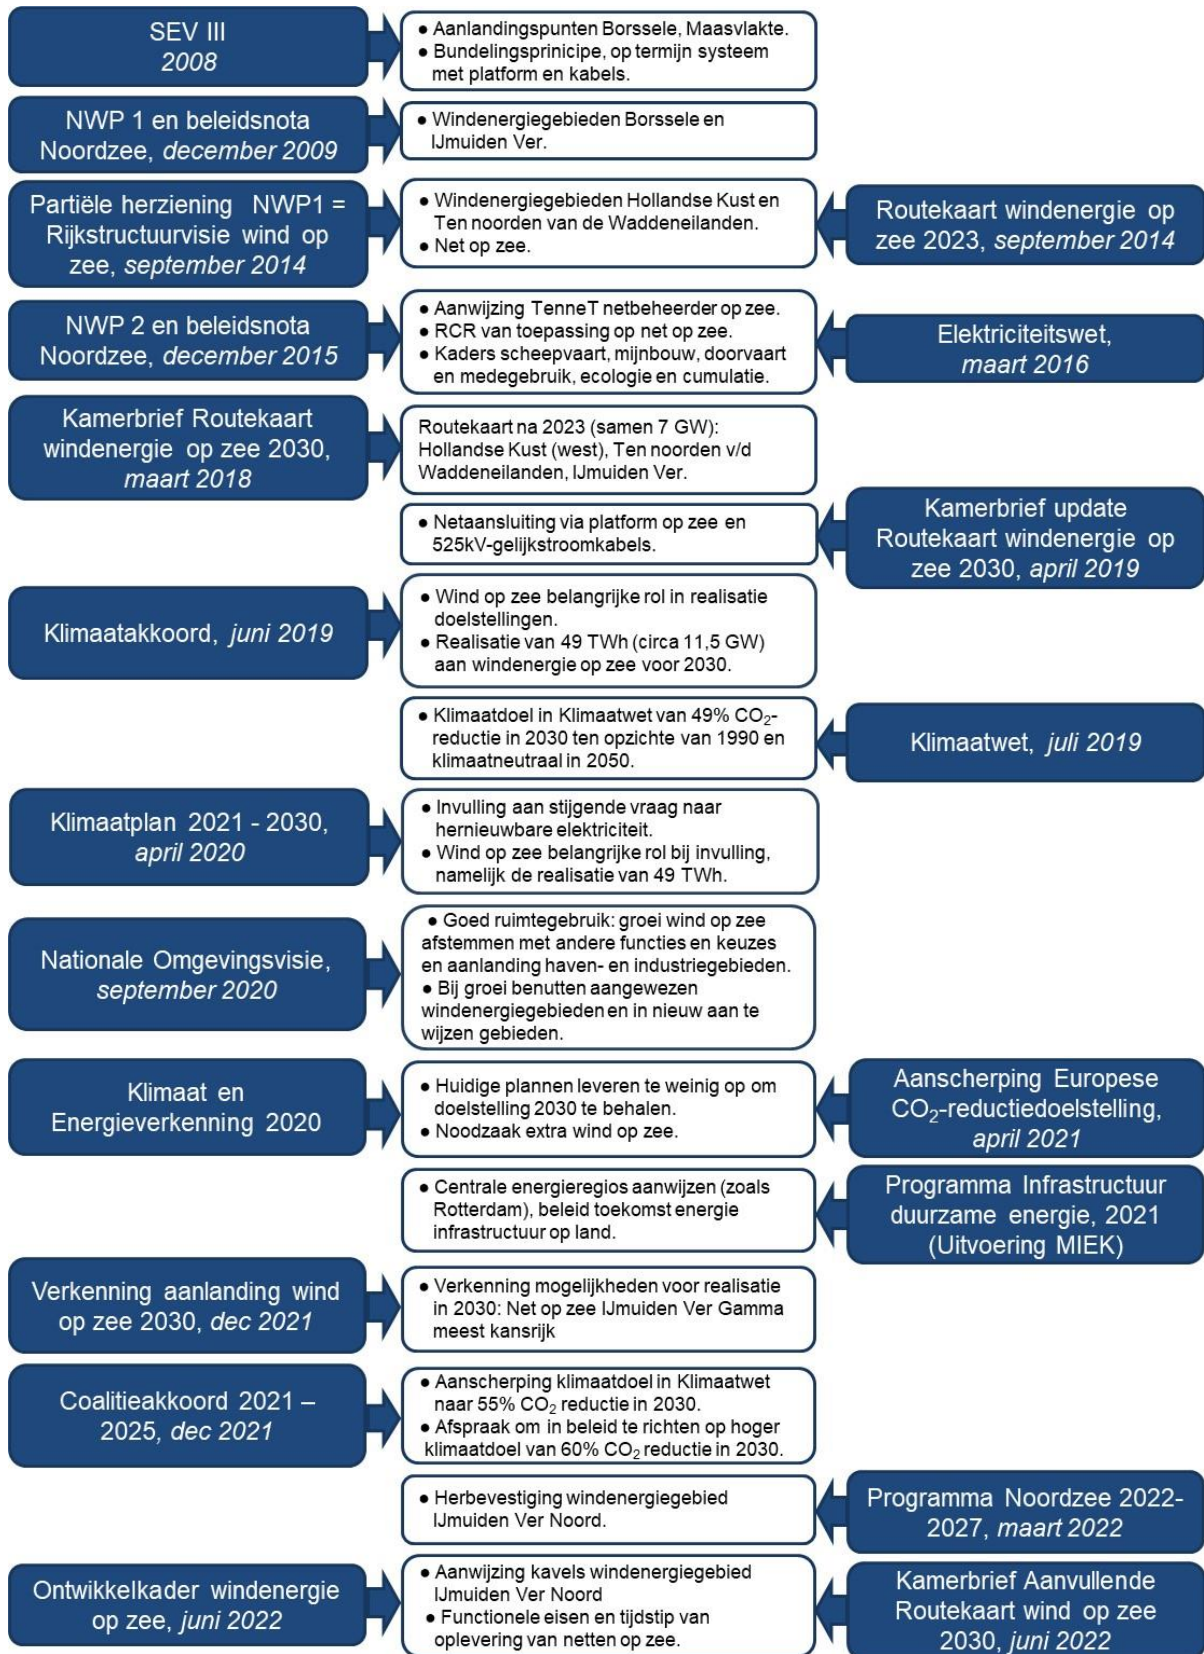 SEV III
2008
● Aanlandingspunten Borssele, Maasvlakte.
● Bundelingsprinicipe, op termijn systeem
met platform en kabels.
NWP 1 en beleidsnota
Noordzee, december 2009
● Windenergiegebieden Borssele en
IJmuiden Ver.
Partiële herziening NWP1 =
Rijkstructuurvisie wind op
zee, september 2014
● Windenergiegebieden Hollandse Kust en
Ten noorden van de Waddeneilanden.
● Net op zee.
Routekaart windenergie op
zee 2023, september 2014
NWP 2 en beleidsnota
Noordzee, december 2015
● Aanwijzing TenneT netbeheerder op zee.
● RCR van toepassing op net op zee.
● Kaders scheepvaart, mijnbouw, doorvaart
en medegebruik, ecologie en cumulatie.
Elektriciteitswet,
maart 2016
Kamerbrief Routekaart
windenergie op zee 2030,
maart 2018
Routekaart na 2023 (samen 7 GW):
Hollandse Kust (west), Ten noorden v/d
Waddeneilanden, IJmuiden Ver.
● Netaansluiting via platform op zee en
525kV-gelijkstroomkabels.
Kamerbrief update
Routekaart windenergie op
zee 2030, april 2019
Klimaatakkoord, juni 2019
● Wind op zee belangrijke rol in realisatie
doelstellingen.
● Realisatie van 49 TWh (circa 11,5 GW)
aan windenergie op zee voor 2030.
● Klimaatdoel in Klimaatwet van 49% CO₂-
reductie in 2030 ten opzichte van 1990 en
klimaatneutraal in 2050.
Klimaatwet, juli 2019
Klimaatplan 2021 - 2030,
april 2020
● Invulling aan stijgende vraag naar
hernieuwbare elektriciteit.
● Wind op zee belangrijke rol bij invulling,
namelijk de realisatie van 49 TWh.
Nationale Omgevingsvisie,
september 2020
● Goed ruimtegebruik: groei wind op zee
afstemmen met andere functies en keuzes
en aanlanding haven- en industriegebieden.
● Bij groei benutten aangewezen
windenergiegebieden en in nieuw aan te
wijzen gebieden.
Klimaat en
Energieverkenning 2020
● Huidige plannen leveren te weinig op om
doelstelling 2030 te behalen.
● Noodzaak extra wind op zee.
Aanscherping Europese
CO₂-reductiedoelstelling,
april 2021
● Centrale energieregios aanwijzen (zoals
Rotterdam), beleid toekomst energie
infrastructuur op land.
Programma Infrastructuur
duurzame energie, 2021
(Uitvoering MIEK)
Verkenning aanlanding wind
op zee 2030, dec 2021
● Verkenning mogelijkheden voor realisatie
in 2030: Net op zee IJmuiden Ver Gamma
meest kansrijk
Coalitieakkoord 2021 –
2025, dec 2021
● Aanscherping klimaatdoel in Klimaatwet
naar 55% CO₂ reductie in 2030.
● Afspraak om in beleid te richten op hoger
klimaatdoel van 60% CO₂ reductie in 2030.
● Herbevestiging windenergiegebied
IJmuiden Ver Noord.
Programma Noordzee 2022-
2027, maart 2022
Ontwikkelkader windenergie
op zee, juni 2022
● Aanwijzing kavels windenergiegebied
IJmuiden Ver Noord
● Functionele eisen en tijdstip van
oplevering van netten op zee.
Kamerbrief Aanvullende
Routekaart wind op zee
2030, juni 2022